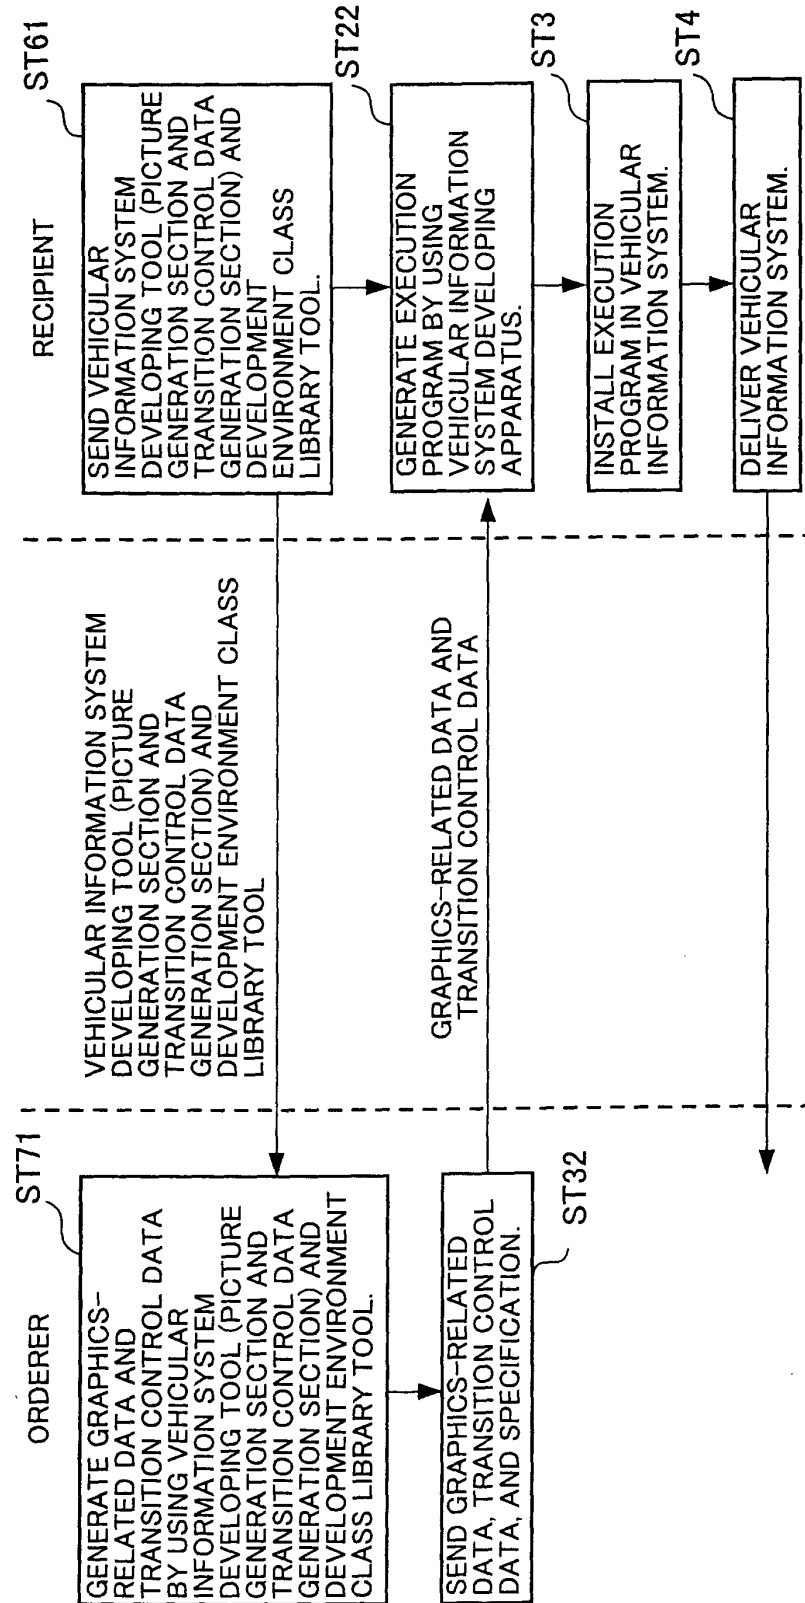 ORDERER
ST71
GENERATE GRAPHICS-
RELATED DATA AND
TRANSITION CONTROL DATA
BY USING VEHICULAR
INFORMATION SYSTEM
DEVELOPING TOOL (PICTURE
GENERATION SECTION AND
TRANSITION CONTROL DATA
GENERATION SECTION) AND
DEVELOPMENT ENVIRONMENT
CLASS LIBRARY TOOL.
SEND GRAPHICS-RELATED
DATA, TRANSITION CONTROL
DATA, AND SPECIFICATION.
ST32
VEHICULAR INFORMATION SYSTEM
DEVELOPING TOOL (PICTURE
GENERATION SECTION AND
TRANSITION CONTROL DATA
GENERATION SECTION) AND
DEVELOPMENT ENVIRONMENT CLASS
LIBRARY TOOL
GRAPHICS-RELATED DATA AND
TRANSITION CONTROL DATA
RECIPIENT
ST61
SEND VEHICULAR
INFORMATION SYSTEM
DEVELOPING TOOL (PICTURE
GENERATION SECTION AND
TRANSITION CONTROL DATA
GENERATION SECTION) AND
DEVELOPMENT
ENVIRONMENT CLASS
LIBRARY TOOL.
ST22
GENERATE EXECUTION
PROGRAM BY USING
VEHICULAR INFORMATION
SYSTEM DEVELOPING
APPARATUS.
ST3
INSTALL EXECUTION
PROGRAM IN VEHICULAR
INFORMATION SYSTEM.
ST4
DELIVER VEHICULAR
INFORMATION SYSTEM.